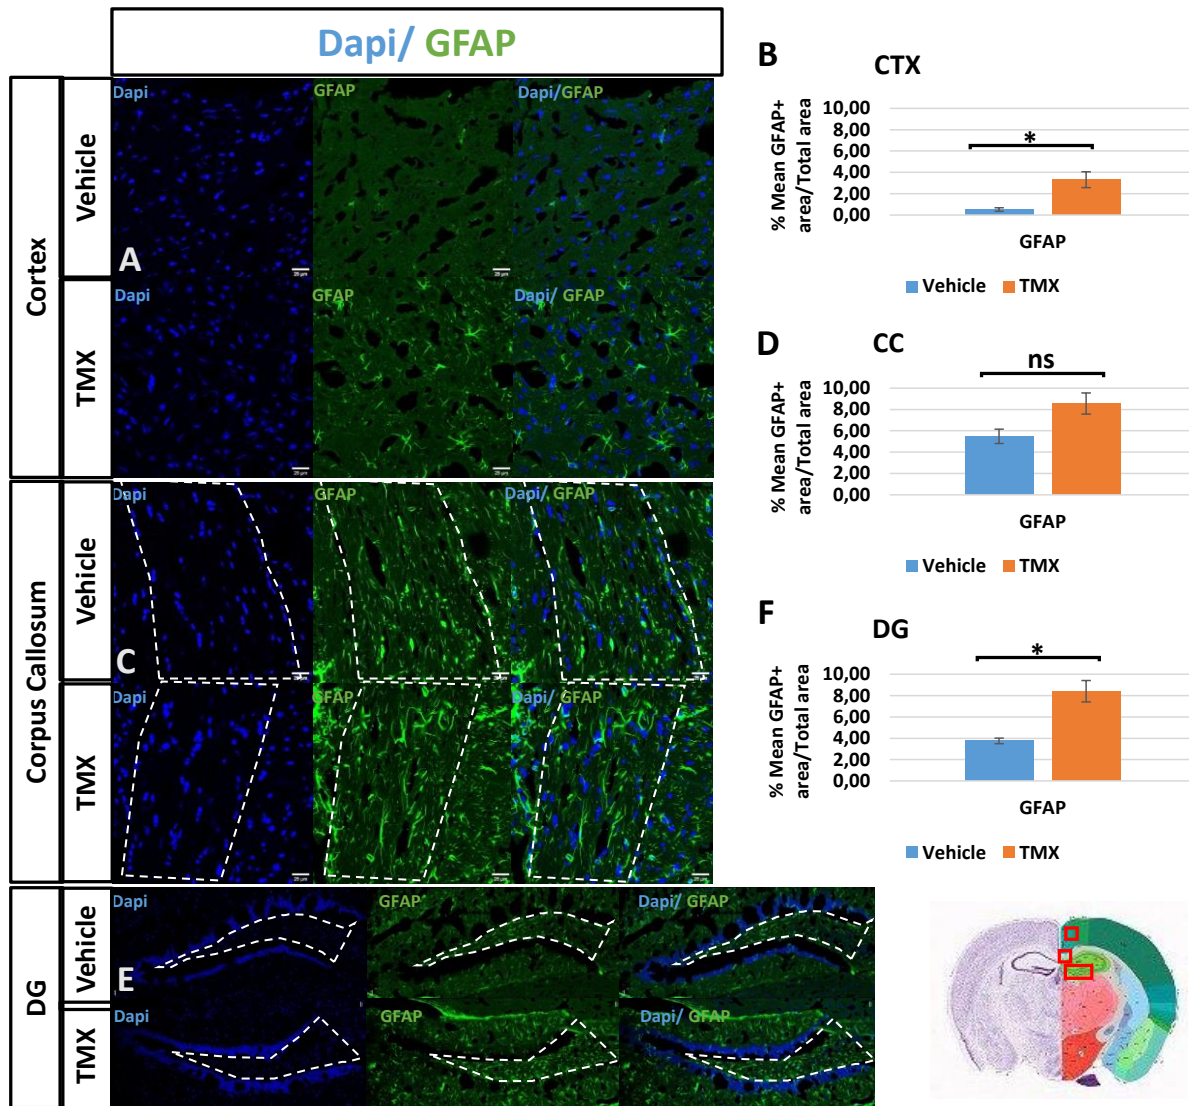 Dapi/ GFAP
Cortex
Vehicle
Dapi
GFAP
Dapi/GFAP
A
25 µm
TMX
Dapi
GFAP
Dapi/ GFAP
25 µm
Corpus Callosum
Vehicle
Dapi
GFAP
Dapi/ GFAP
C
TMX
Dapi
GFAP
Dapi/ GFAP
DG
Vehicle
Dapi
GFAP
Dapi/ GFAP
E
TMX
Dapi
GFAP
Dapi/ GFAP
B
CTX
% Mean GFAP+
area/Total area
10,00
8,00
6,00
4,00
2,00
0,00
*
GFAP
Vehicle TMX
D
CC
% Mean GFAP+
area/Total area
10,00
8,00
6,00
4,00
2,00
0,00
ns
GFAP
Vehicle TMX
F
DG
% Mean GFAP+
area/Total area
10,00
8,00
6,00
4,00
2,00
0,00
*
GFAP
Vehicle TMX